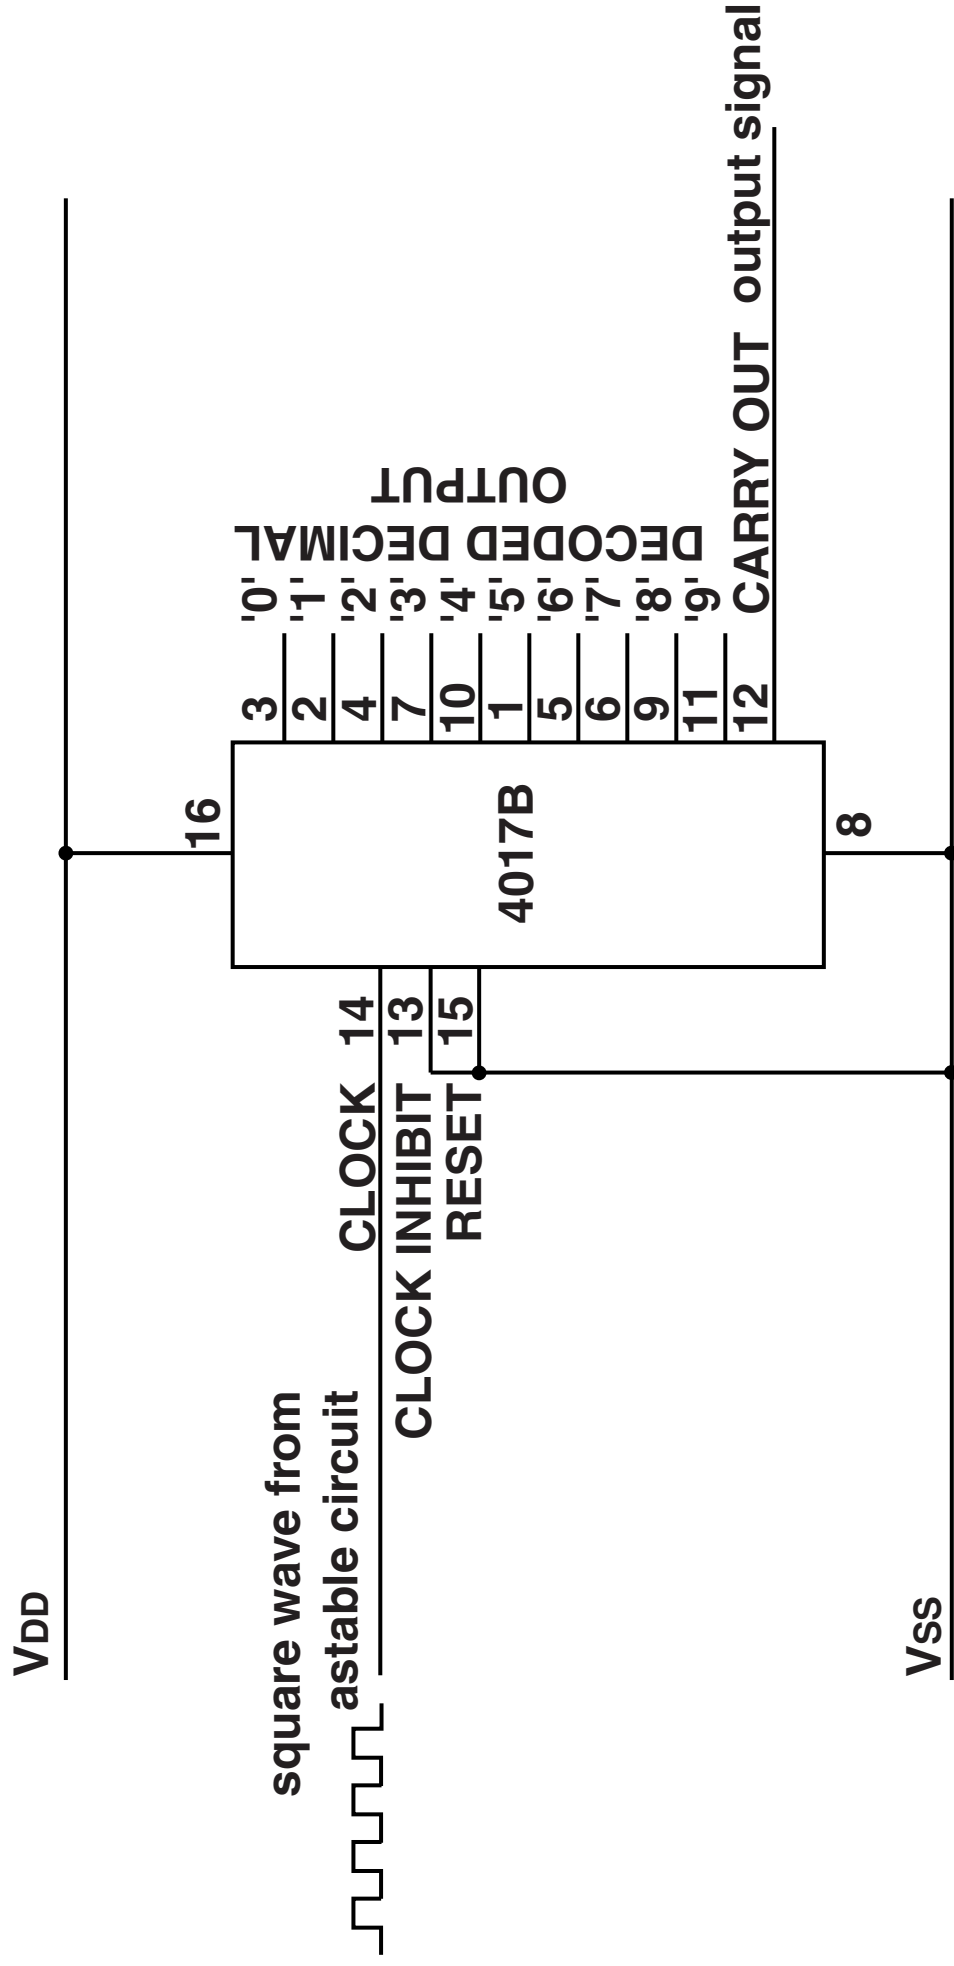 VDD
square wave from
astable circuit
CLOCK 14
CLOCK INHIBIT 13
RESET 15
16
4017B
8
3 '0'
2 '1'
4 '2'
7 '3'
10 '4'
1 '5'
5 '6'
6 '7'
9 '8'
11 '9'
12 CARRY OUT output signal
DECODED DECIMAL
OUTPUT
VSS